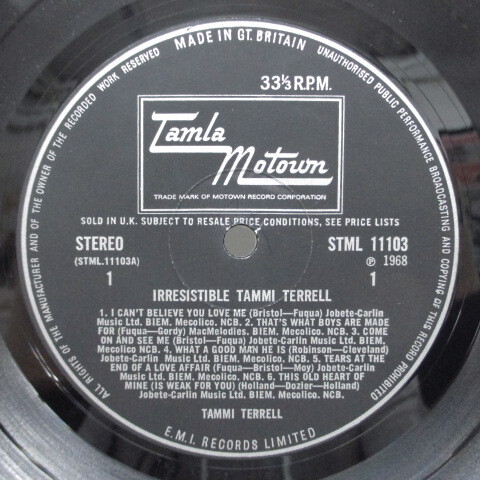 MADE IN GT. BRITAIN
UNAUTHORISED PUBLIC PERFORMANCE BROADCASTING AND COPYING OF THIS RECORD PROHIBITED
ALL RIGHTS OF THE MANUFACTURER AND OF THE OWNER OF THE RECORDED WORK RESERVED
33⅓ R.P.M.
Tamla
Motown
TRADE MARK OF MOTOWN RECORD CORPORATION
SOLD IN U.K. SUBJECT TO RESALE PRICE CONDITIONS, SEE PRICE LISTS
STEREO STML 11103
(STML.11103A) Ⓟ 1968
1 1
IRRESISTIBLE TAMMI TERRELL
1. I CAN'T BELIEVE YOU LOVE ME (Bristol—Fuqua) Jobete-Carlin
Music Ltd. BIEM. Mecolico. NCB. 2. THAT'S WHAT BOYS ARE MADE
FOR (Fuqua—Gordy) MacMelodies. BIEM. Mecolico. NCB. 3. COME
ON AND SEE ME (Bristol—Fuqua) Jobete-Carlin Music Ltd. BIEM.
Mecolico NCB. 4. WHAT A GOOD MAN HE IS (Robinson—Cleveland)
Jobete-Carlin Music Ltd. BIEM. Mecolico. NCB. 5. TEARS AT THE
END OF A LOVE AFFAIR (Fuqua—Bristol—Moy) Jobete-Carlin
Music Ltd. BIEM. Mecolico. NCB. 6. THIS OLD HEART OF
MINE (IS WEAK FOR YOU) (Holland—Dozier—Holland)
Jobete-Carlin Music Ltd. BIEM. Mecolico. NCB.
TAMMI TERRELL
E.M.I. RECORDS LIMITED